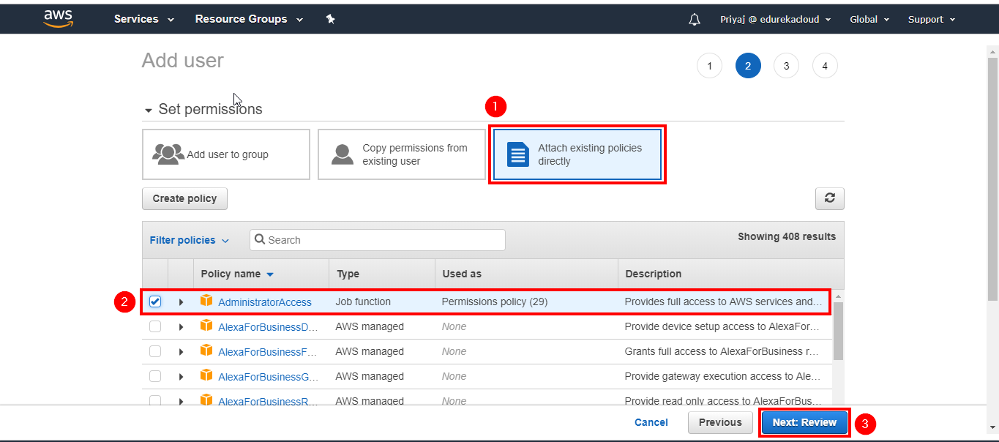 aws Services Resource Groups Priyaj @ edurekacloud Global Support
Add user
1 2 3 4
Set permissions
1
Add user to group
Copy permissions from
existing user
Attach existing policies
directly
Create policy
Filter policies Search Showing 408 results
Policy name Type Used as Description
2 AdministratorAccess Job function Permissions policy (29) Provides full access to AWS services and...
AlexaForBusinessD... AWS managed None Provide device setup access to AlexaFor...
AlexaForBusinessF... AWS managed None Grants full access to AlexaForBusiness r...
AlexaForBusinessG... AWS managed None Provide gateway execution access to Ale...
AlexaForBusinessR... AWS managed None Provide read only access to AlexaForBus...
Cancel Previous Next: Review 3